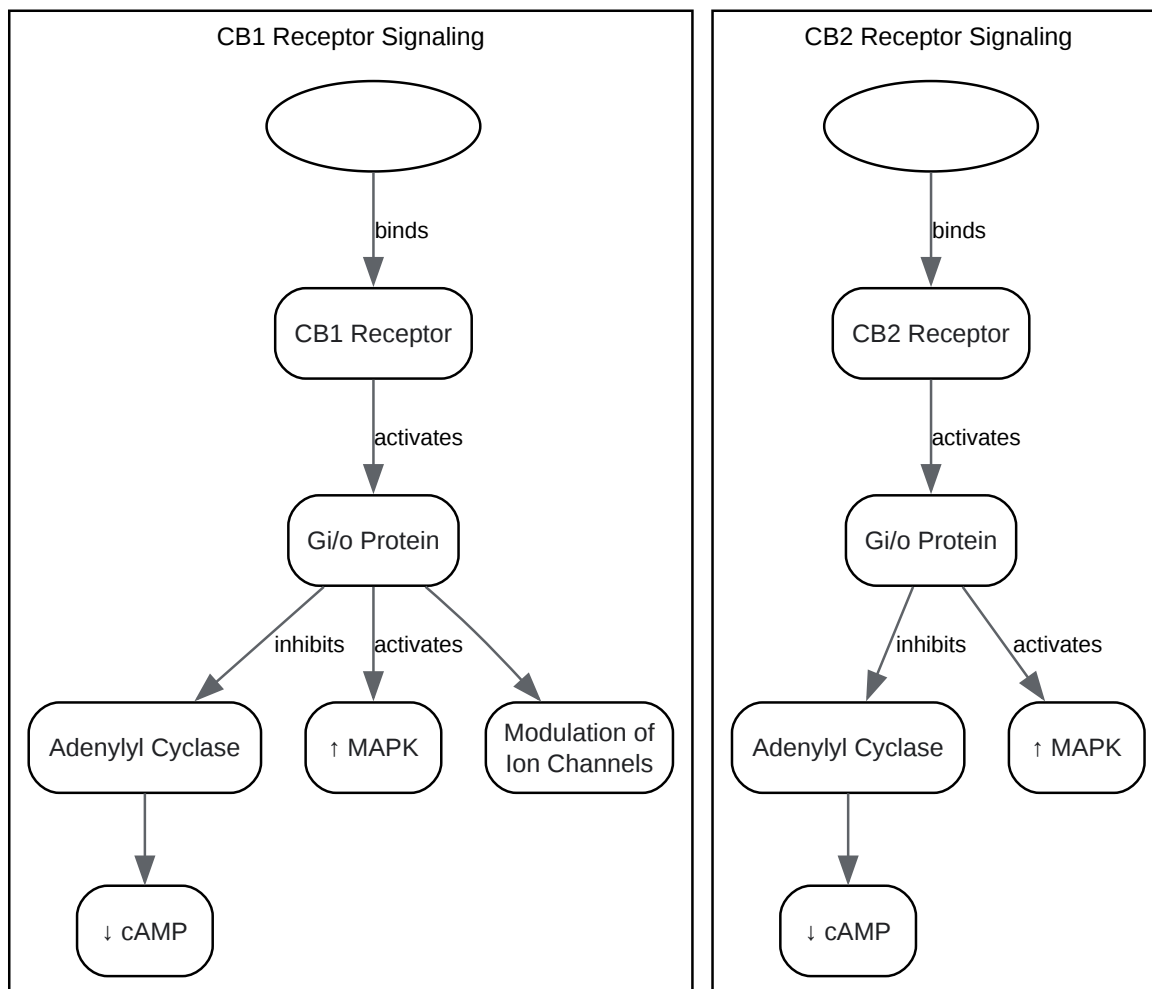 CB1 Receptor Signaling
binds
CB1 Receptor
activates
Gi/o Protein
inhibits
activates
Adenylyl Cyclase
↑ MAPK
Modulation of
Ion Channels
↓ cAMP
CB2 Receptor Signaling
binds
CB2 Receptor
activates
Gi/o Protein
inhibits
activates
Adenylyl Cyclase
↑ MAPK
↓ cAMP